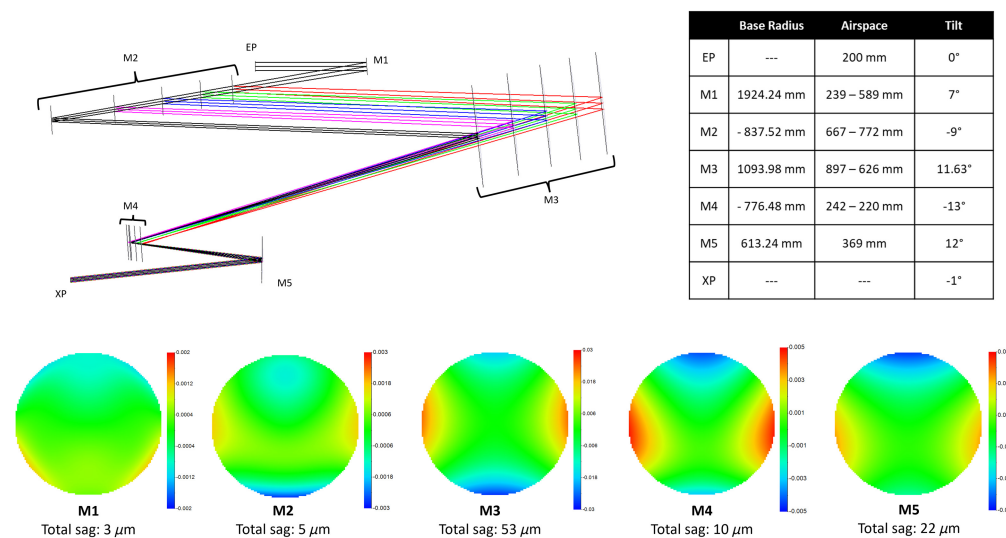 EP
M1
M2
M3
M4
M5
XP
Base Radius Airspace Tilt
EP --- 200 mm 0°
M1 1924.24 mm 239 – 589 mm 7°
M2 - 837.52 mm 667 – 772 mm -9°
M3 1093.98 mm 897 – 626 mm 11.63°
M4 - 776.48 mm 242 – 220 mm -13°
M5 613.24 mm 369 mm 12°
XP --- --- -1°
0.002
0.0012
0.0004
-0.0004
-0.0012
-0.002
0.003
0.0018
0.0006
-0.0006
-0.0018
-0.003
0.03
0.018
0.006
-0.006
-0.018
-0.03
0.005
0.003
0.001
-0.001
-0.003
-0.005
M1
Total sag: 3 μm
M2
Total sag: 5 μm
M3
Total sag: 53 μm
M4
Total sag: 10 μm
M5
Total sag: 22 μm